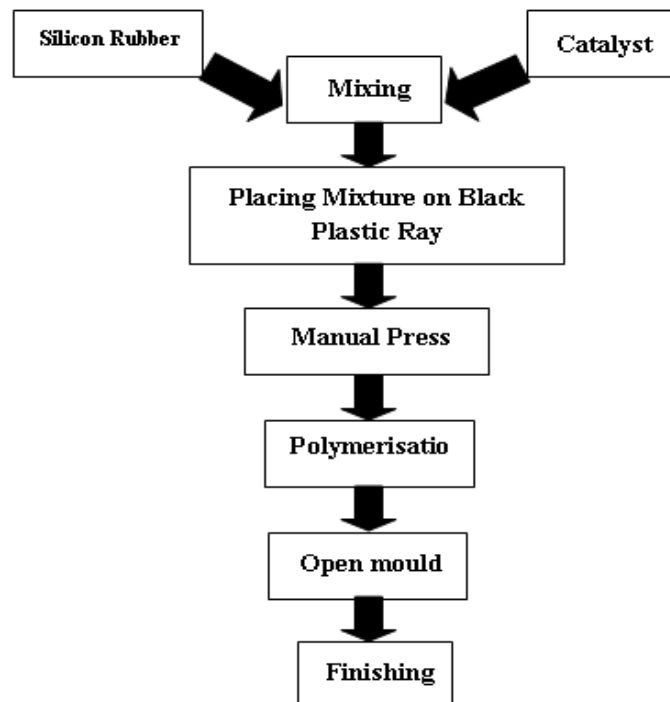 Silicon Rubber
Catalyst
Mixing
Placing Mixture on Black
Plastic Ray
Manual Press
Polymerisatio
Open mould
Finishing